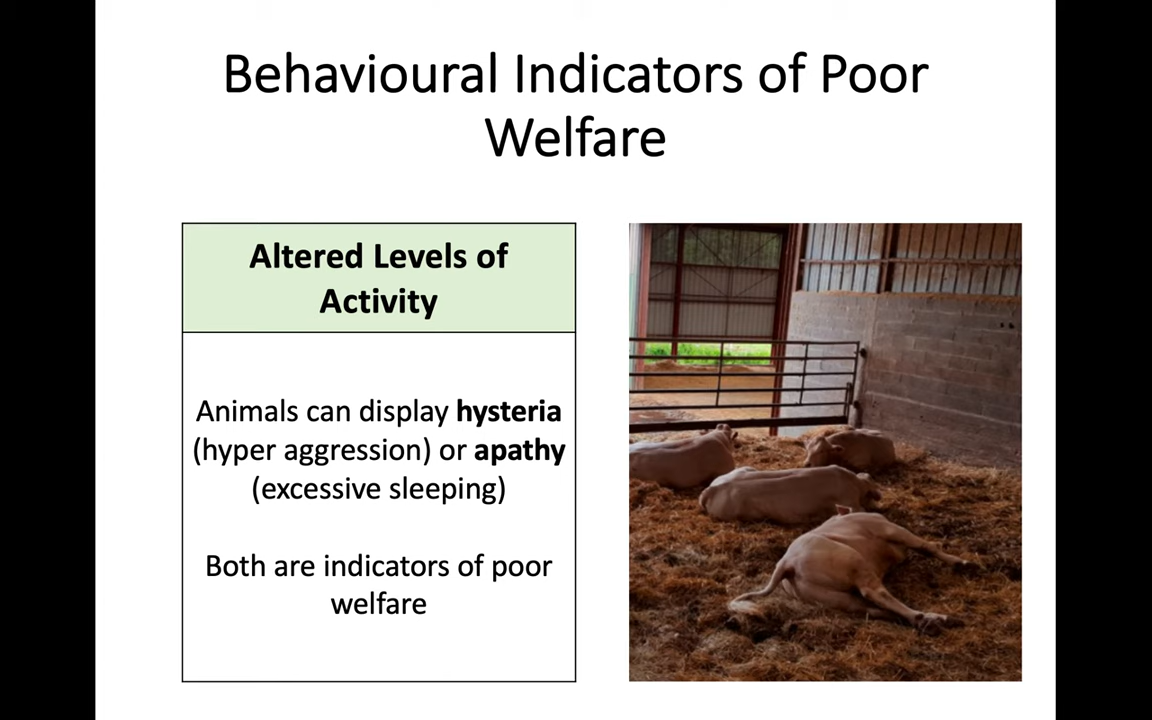 Behavioural Indicators of Poor
Welfare
Altered Levels of
Activity
Animals can display hysteria
(hyper aggression) or apathy
(excessive sleeping)
Both are indicators of poor
welfare